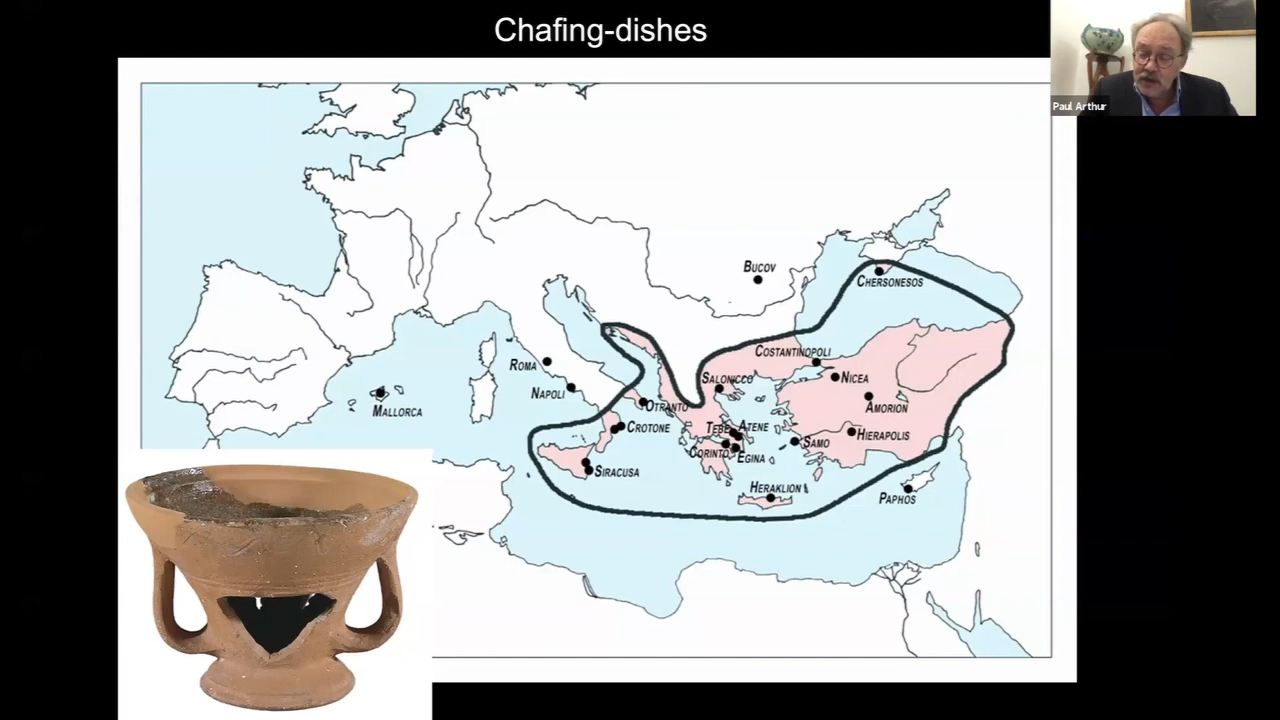 Chafing-dishes
Paul Arthur
BUCOV
CHERSONESOS
COSTANTINOPOLI
ROMA
NICEA
SALONICCO
NAPOLI
AMORION
OTRANTO
MALLORCA
CROTONE
TEBE
ATENE
HIERAPOLIS
SAMO
CORINTO
EGINA
SIRACUSA
HERAKLION
PAPHOS